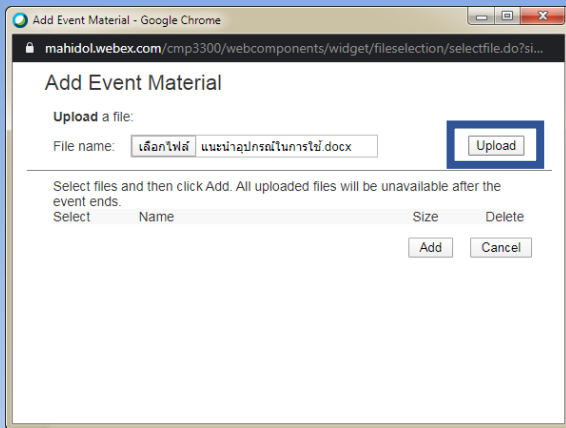 Add Event Material - Google Chrome
mahidol.webex.com/cmp3300/webcomponents/widget/fileselection/selectfile.do?si...
Add Event Material
Upload a file:
File name: เลือกไฟล์ แนะนำอุปกรณ์ในการใช้.docx Upload
Select files and then click Add. All uploaded files will be unavailable after the
event ends.
Select Name Size Delete
Add Cancel